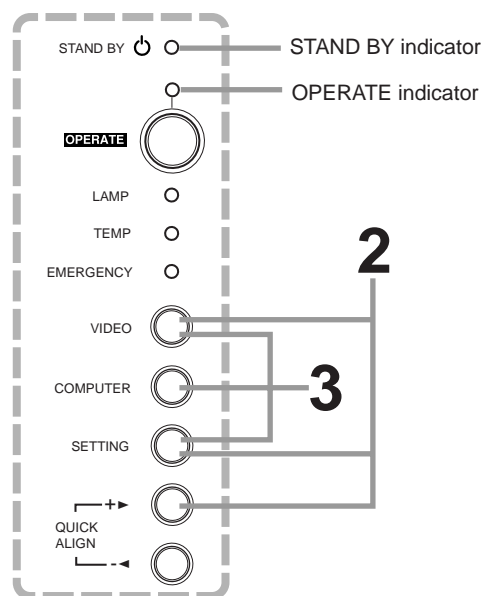 STAND BY
STAND BY indicator
OPERATE indicator
OPERATE
LAMP
TEMP
EMERGENCY
2
VIDEO
COMPUTER
3
SETTING
+
QUICK
ALIGN
-